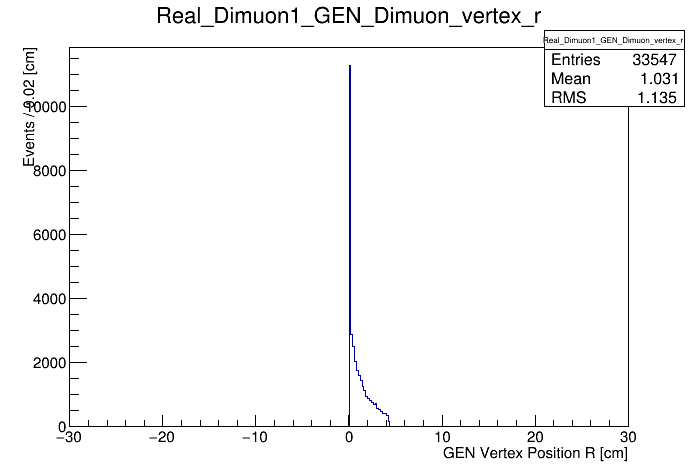 Real_Dimuon1_GEN_Dimuon_vertex_r
Real_Dimuon1_GEN_Dimuon_vertex_r
Entries 33547
Mean 1.031
RMS 1.135
Events / 0.02 [cm]
10000
8000
6000
4000
2000
0
−30 −20 −10 0 10 20 30
GEN Vertex Position R [cm]